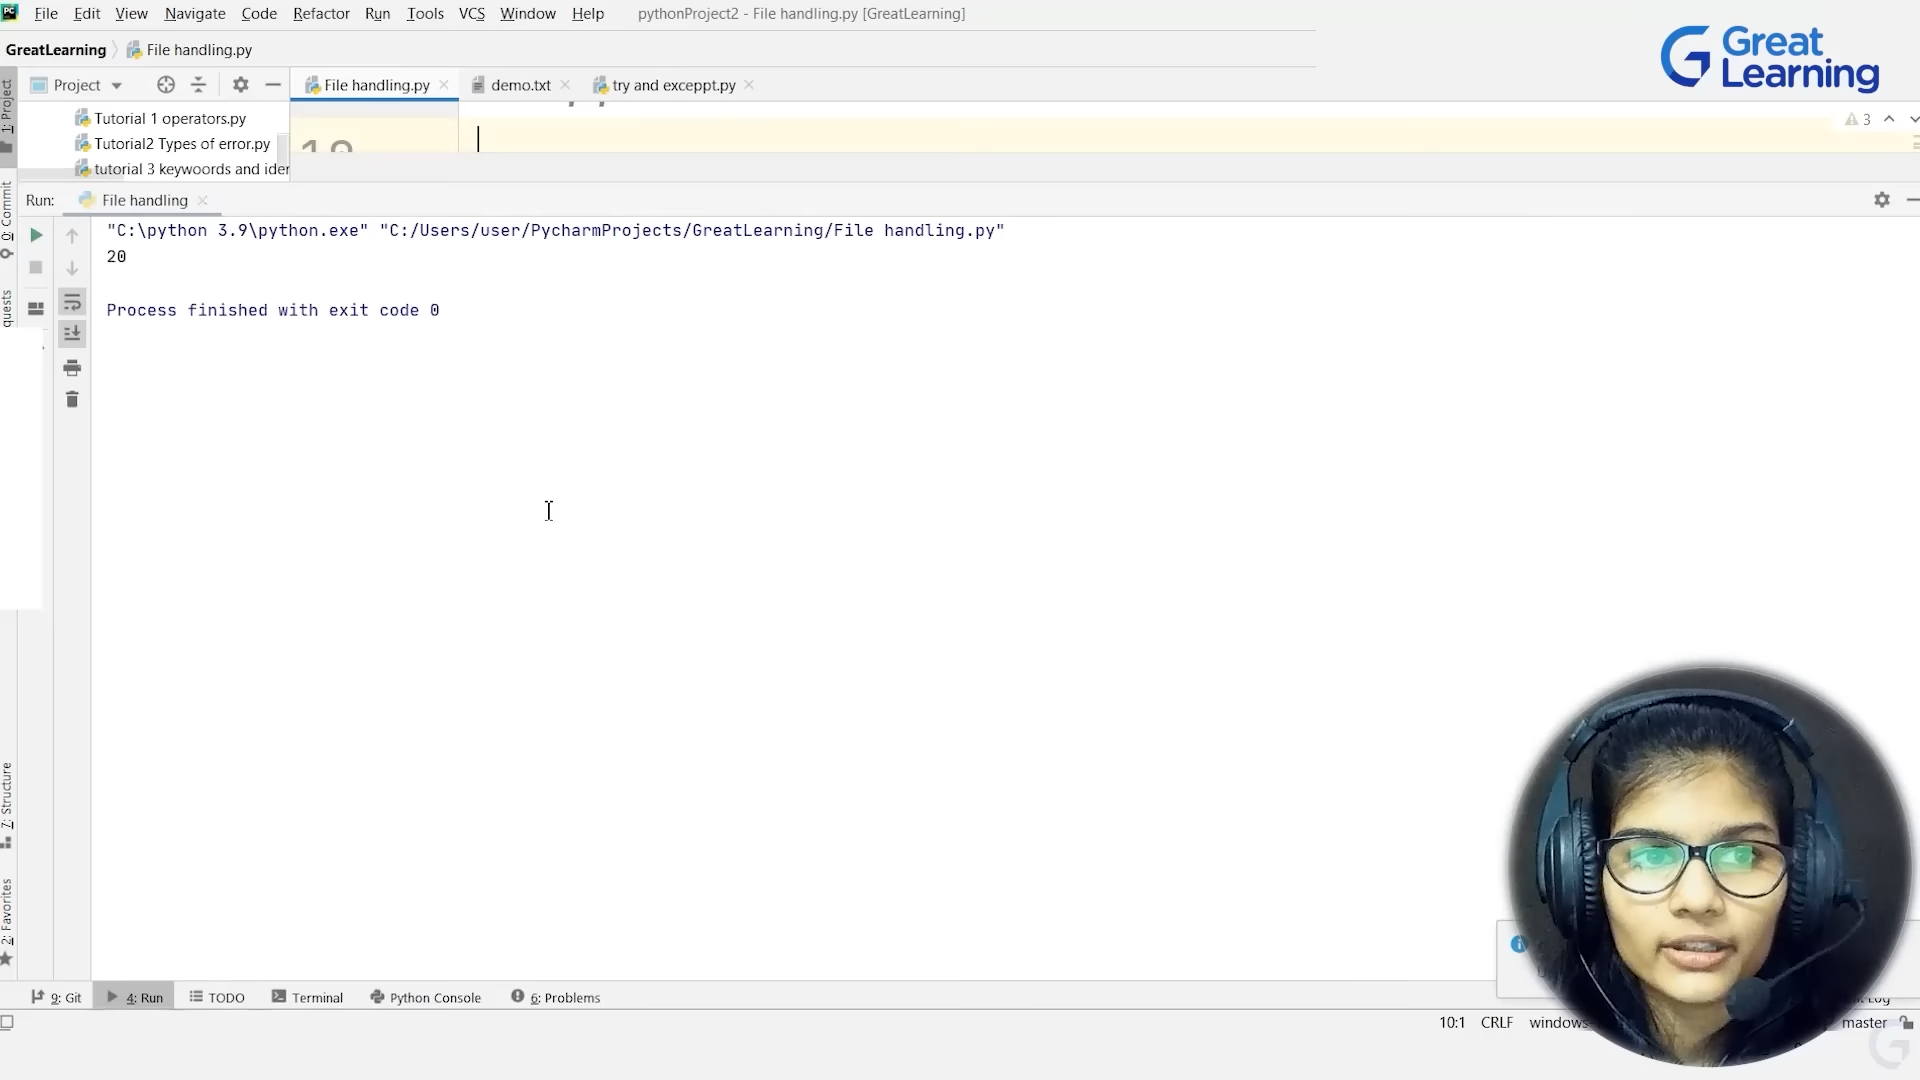 File Edit View Navigate Code Refactor Run Tools VCS Window Help pythonProject2 - File handling.py [GreatLearning]
Great Learning
GreatLearning File handling.py
1: Project
Project File handling.py demo.txt try and exceppt.py
Tutorial 1 operators.py
3
Tutorial2 Types of error.py
tutorial 3 keywoords and iden
0: Commit
Run: File handling
"C:\python 3.9\python.exe" "C:/Users/user/PycharmProjects/GreatLearning/File handling.py"
20
Process finished with exit code 0
7: Structure
2: Favorites
9: Git 4: Run TODO Terminal Python Console 6: Problems
10:1 CRLF windows- master